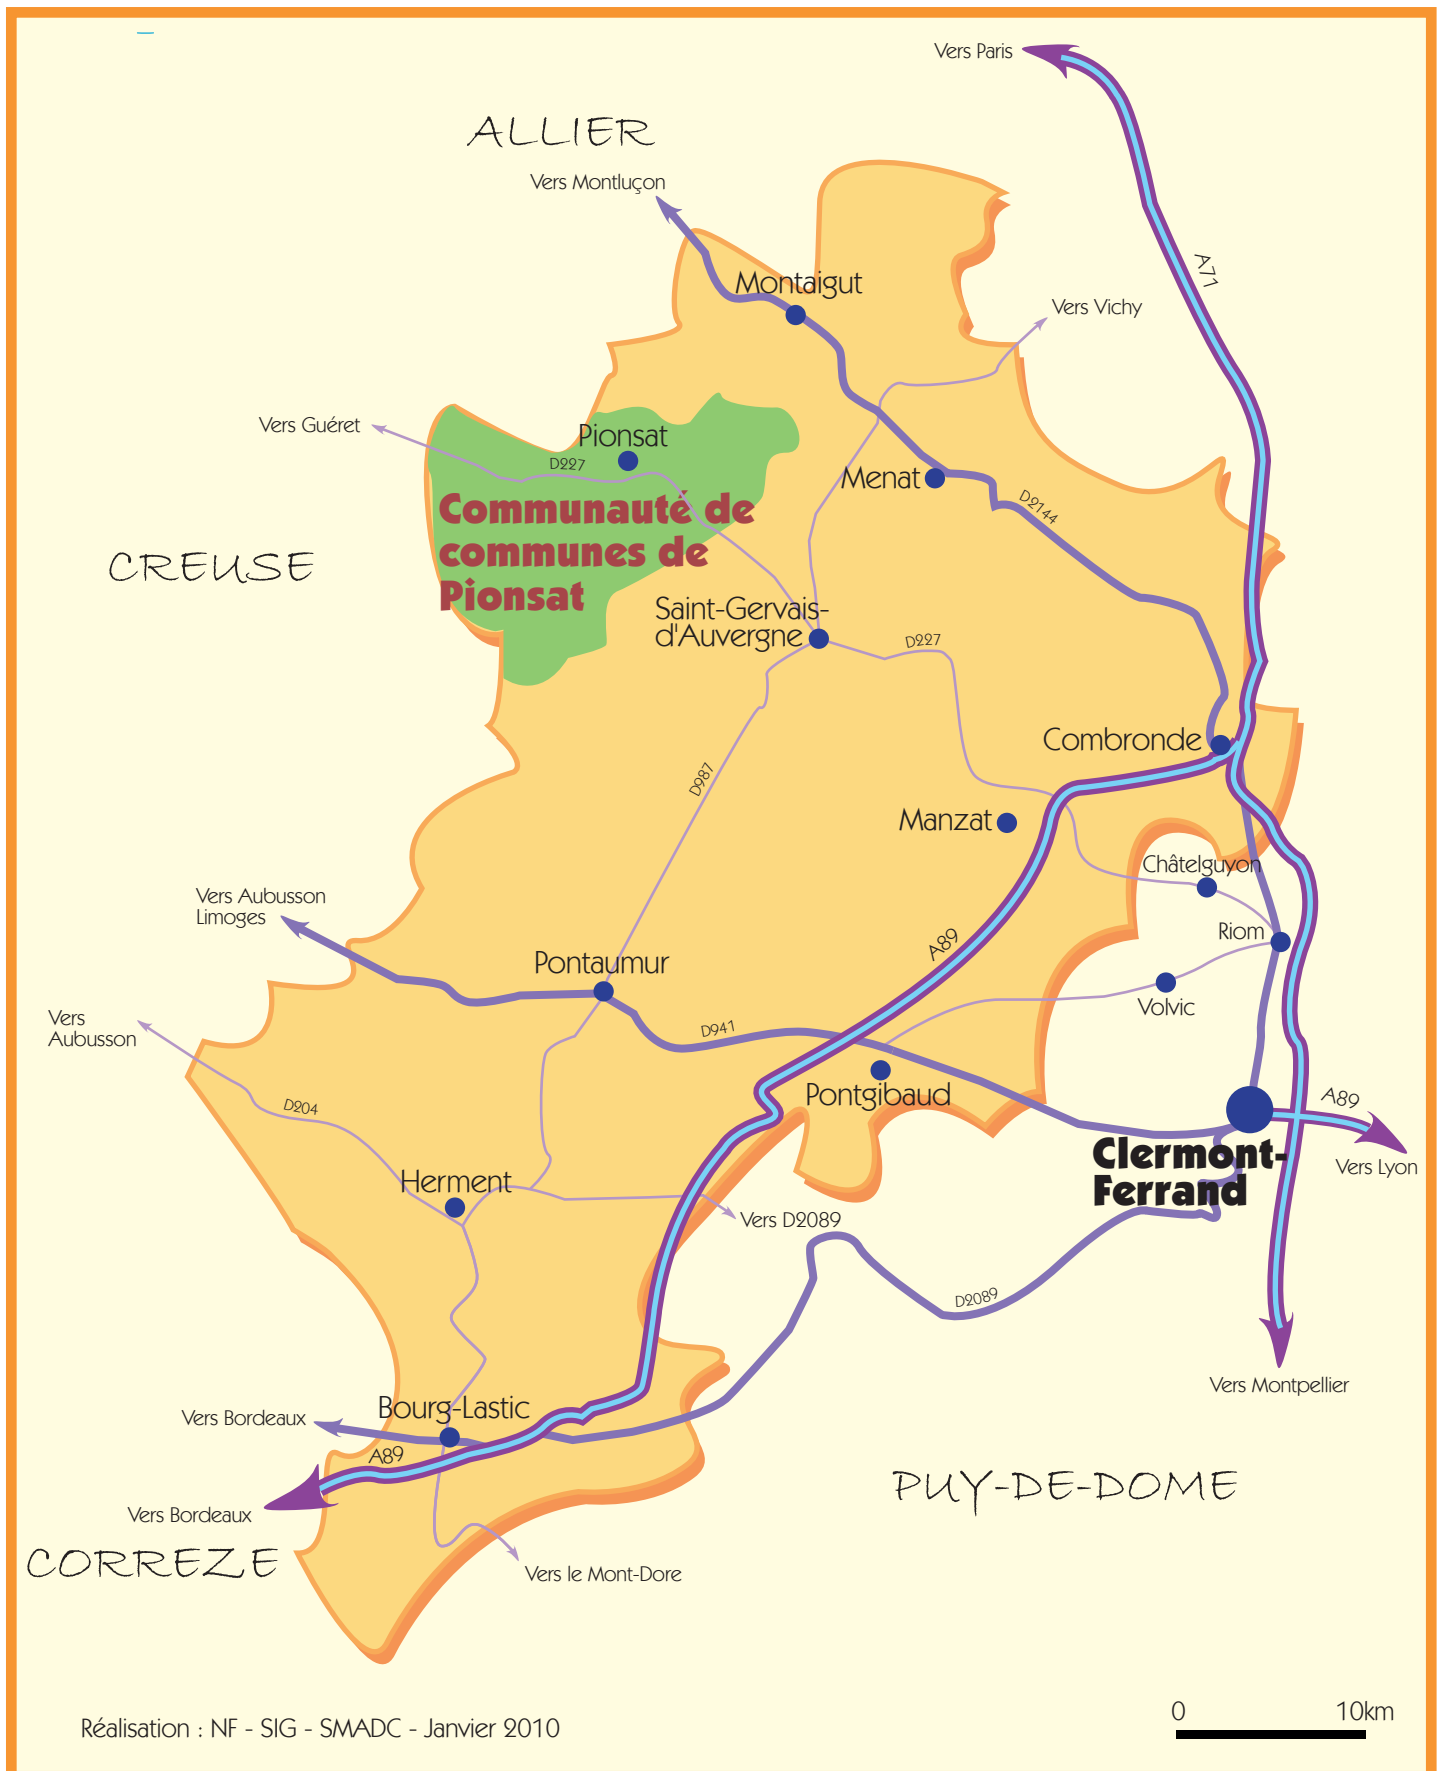 Vers Paris
ALLIER
Vers Montluçon
A71
Montaigut
Vers Vichy
Vers Guéret
Pionsat
D227
Menat
Communauté de
communes de
Pionsat
D2144
CREUSE
Saint-Gervais-
d'Auvergne
D227
Combronde
D987
Manzat
Châtelguyon
Vers Aubusson
Limoges
Riom
A89
Pontaumur
Volvic
Vers
Aubusson
D941
Pontgibaud
D204
A89
Clermont-
Ferrand
Vers Lyon
Herment
Vers D2089
D2089
Vers Montpellier
Bourg-Lastic
Vers Bordeaux
A89
PUY-DE-DOME
Vers Bordeaux
CORREZE
Vers le Mont-Dore
0 10km
Réalisation : NF - SIG - SMADC - Janvier 2010